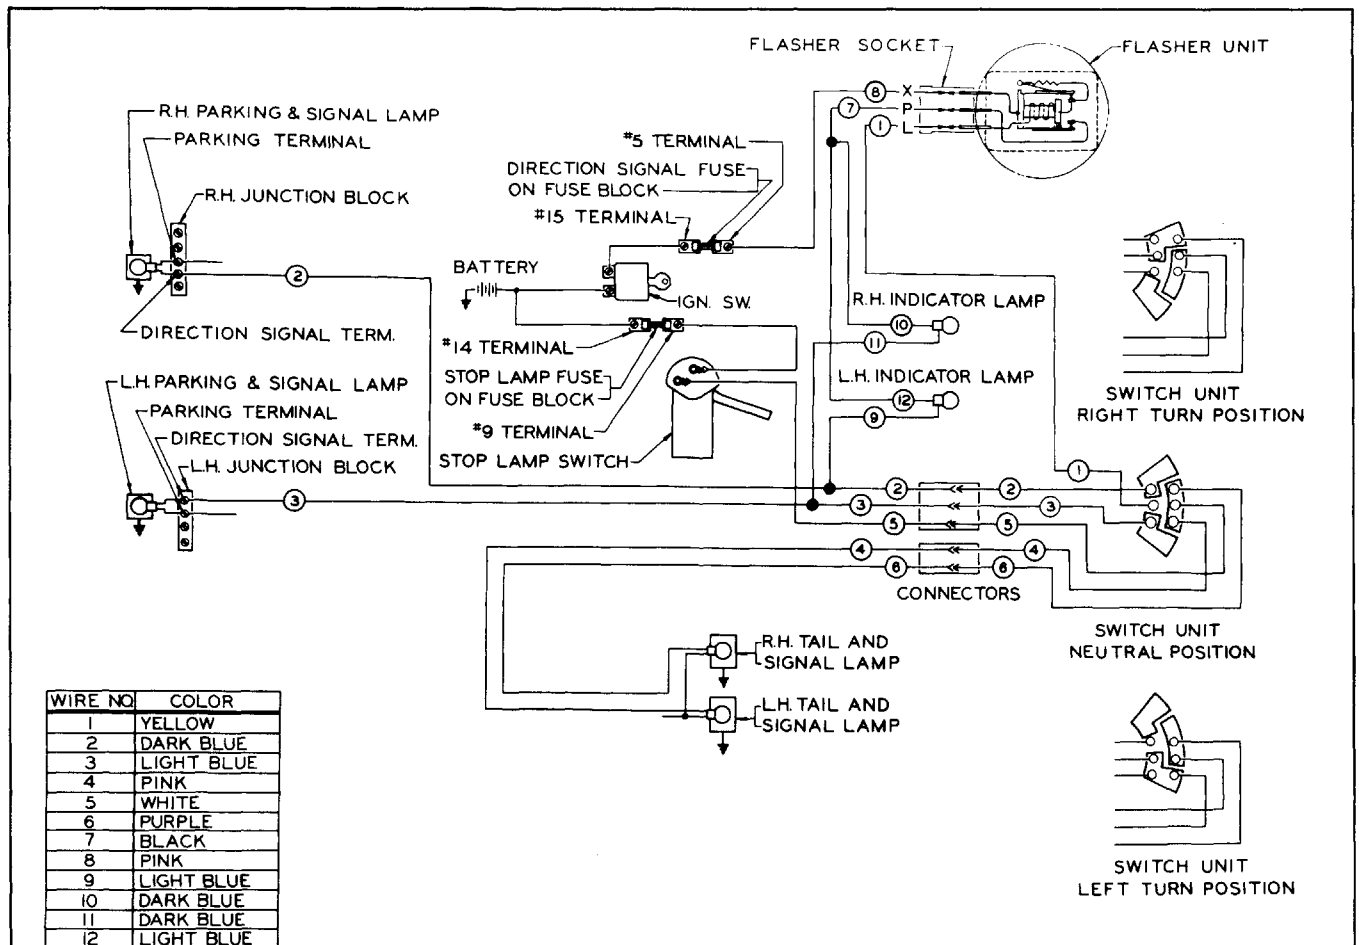 FLASHER SOCKET
FLASHER UNIT
8 X
7 P
1 L
R.H. PARKING & SIGNAL LAMP
PARKING TERMINAL
R.H. JUNCTION BLOCK
#5 TERMINAL
DIRECTION SIGNAL FUSE
ON FUSE BLOCK
#15 TERMINAL
2
BATTERY
IGN. SW.
DIRECTION SIGNAL TERM.
#14 TERMINAL
STOP LAMP FUSE
ON FUSE BLOCK
#9 TERMINAL
STOP LAMP SWITCH
R.H. INDICATOR LAMP
10
11
L.H. INDICATOR LAMP
12
9
SWITCH UNIT
RIGHT TURN POSITION
L.H. PARKING & SIGNAL LAMP
PARKING TERMINAL
DIRECTION SIGNAL TERM.
L.H. JUNCTION BLOCK
3
1
2 2
3 3
5 5
4 4
6 6
CONNECTORS
SWITCH UNIT
NEUTRAL POSITION
R.H. TAIL AND
SIGNAL LAMP
L.H. TAIL AND
SIGNAL LAMP
SWITCH UNIT
LEFT TURN POSITION
WIRE NO COLOR
1 YELLOW
2 DARK BLUE
3 LIGHT BLUE
4 PINK
5 WHITE
6 PURPLE
7 BLACK
8 PINK
9 LIGHT BLUE
10 DARK BLUE
11 DARK BLUE
12 LIGHT BLUE